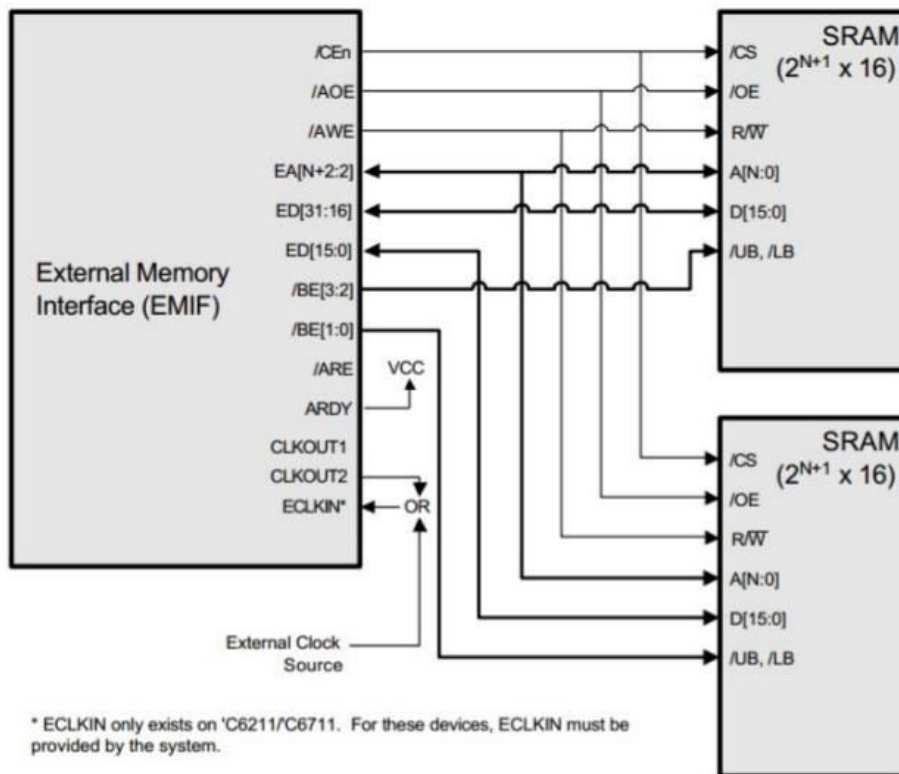 /CEn
/AOE
/AWE
EA[N+2:2]
ED[31:16]
ED[15:0]
/BE[3:2]
/BE[1:0]
/ARE
ARDY
CLKOUT1
CLKOUT2
ECLKIN*
External Memory
Interface (EMIF)
VCC
OR
External Clock
Source
SRAM
(2^N+1 x 16)
/CS
/OE
R/W̅
A[N:0]
D[15:0]
/UB, /LB
SRAM
(2^N+1 x 16)
/CS
/OE
R/W̅
A[N:0]
D[15:0]
/UB, /LB
* ECLKIN only exists on 'C6211/'C6711. For these devices, ECLKIN must be
provided by the system.